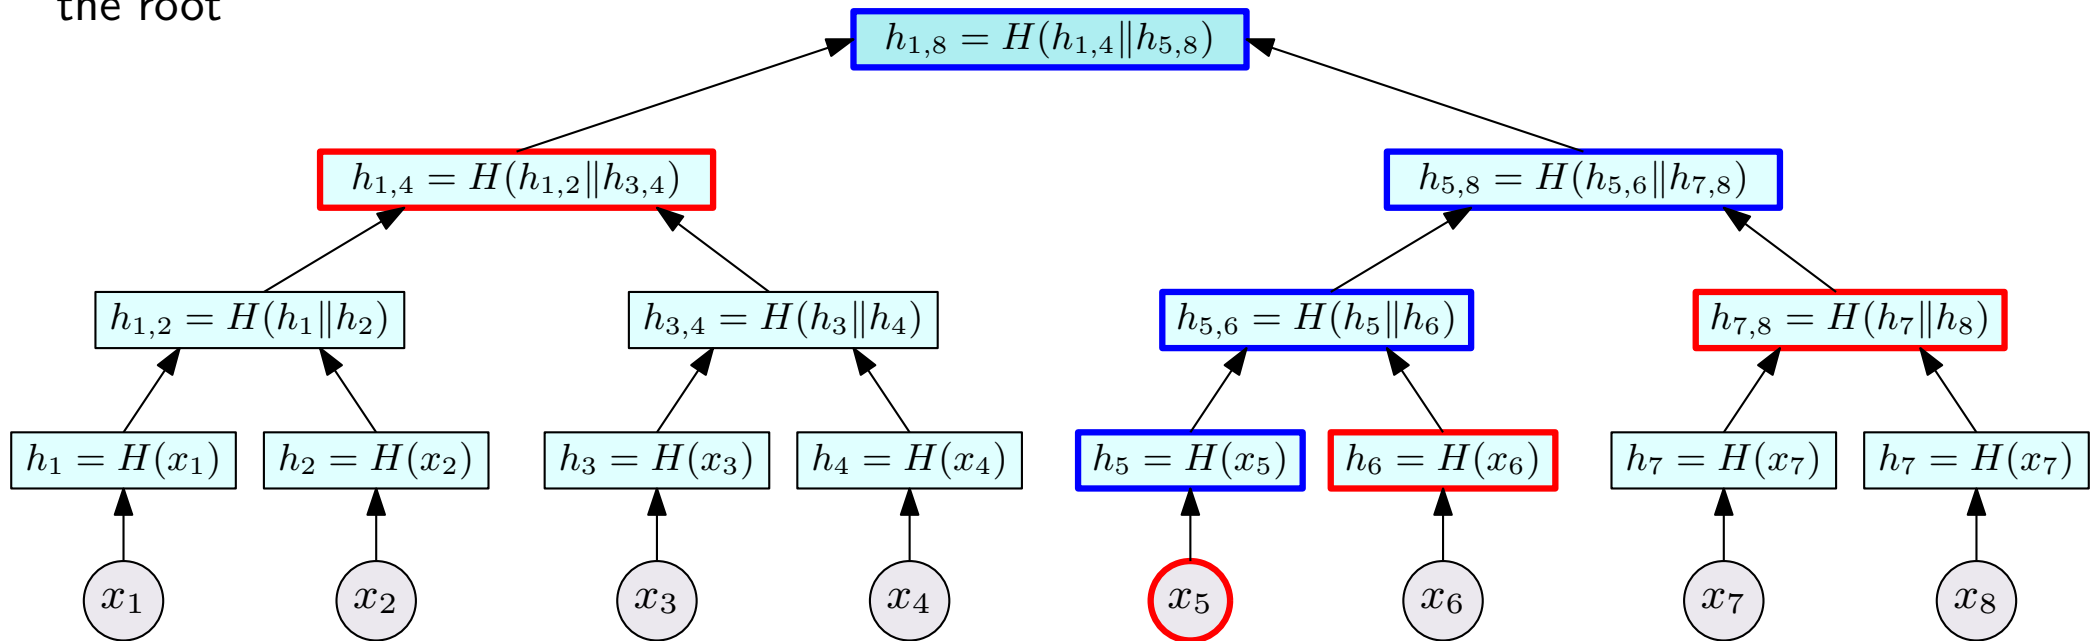 the root
h₁,₈ = H(h₁,₄‖h₅,₈)
h₁,₄ = H(h₁,₂‖h₃,₄) h₅,₈ = H(h₅,₆‖h₇,₈)
h₁,₂ = H(h₁‖h₂) h₃,₄ = H(h₃‖h₄) h₅,₆ = H(h₅‖h₆) h₇,₈ = H(h₇‖h₈)
h₁ = H(x₁) h₂ = H(x₂) h₃ = H(x₃) h₄ = H(x₄) h₅ = H(x₅) h₆ = H(x₆) h₇ = H(x₇) h₇ = H(x₇)
x₁ x₂ x₃ x₄ x₅ x₆ x₇ x₈